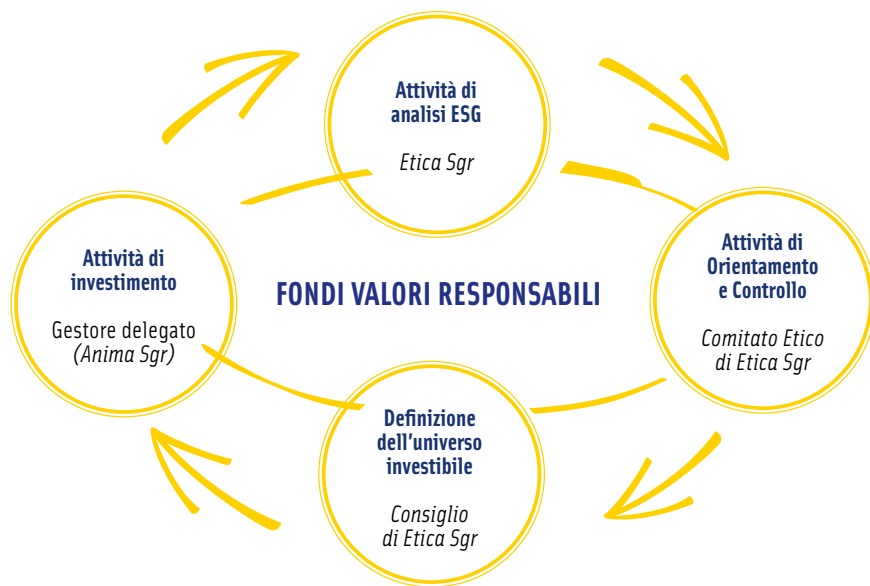 Attività di
analisi ESG
Etica Sgr
Attività di
Orientamento
e Controllo
Comitato Etico
di Etica Sgr
Attività di
investimento
Gestore delegato
(Anima Sgr)
FONDI VALORI RESPONSABILI
Definizione
dell'universo
investibile
Consiglio
di Etica Sgr